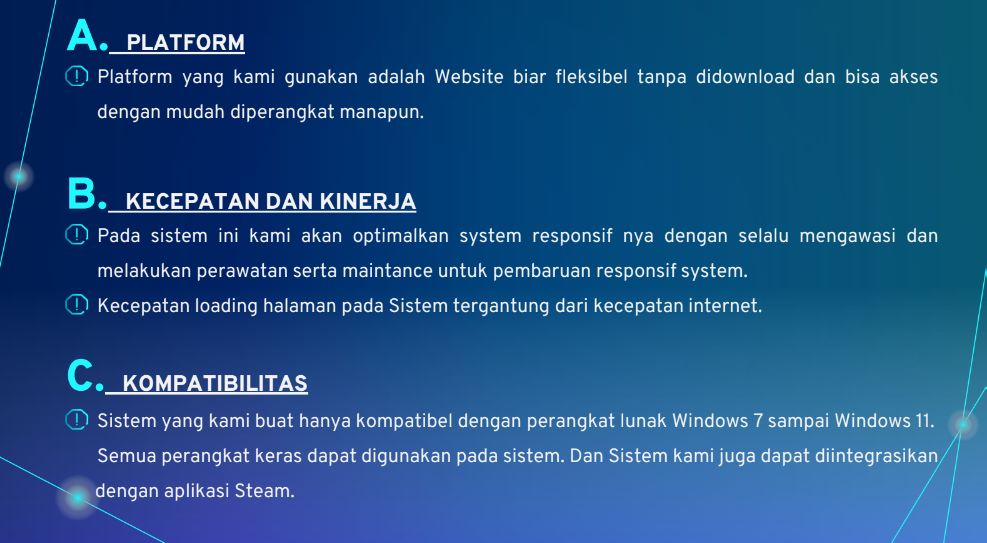 A. PLATFORM
Platform yang kami gunakan adalah Website biar fleksibel tanpa didownload dan bisa akses
dengan mudah diperangkat manapun.
B. KECEPATAN DAN KINERJA
Pada sistem ini kami akan optimalkan system responsif nya dengan selalu mengawasi dan
melakukan perawatan serta maintance untuk pembaruan responsif system.
Kecepatan loading halaman pada Sistem tergantung dari kecepatan internet.
C. KOMPATIBILITAS
Sistem yang kami buat hanya kompatibel dengan perangkat lunak Windows 7 sampai Windows 11.
Semua perangkat keras dapat digunakan pada sistem. Dan Sistem kami juga dapat diintegrasikan
dengan aplikasi Steam.